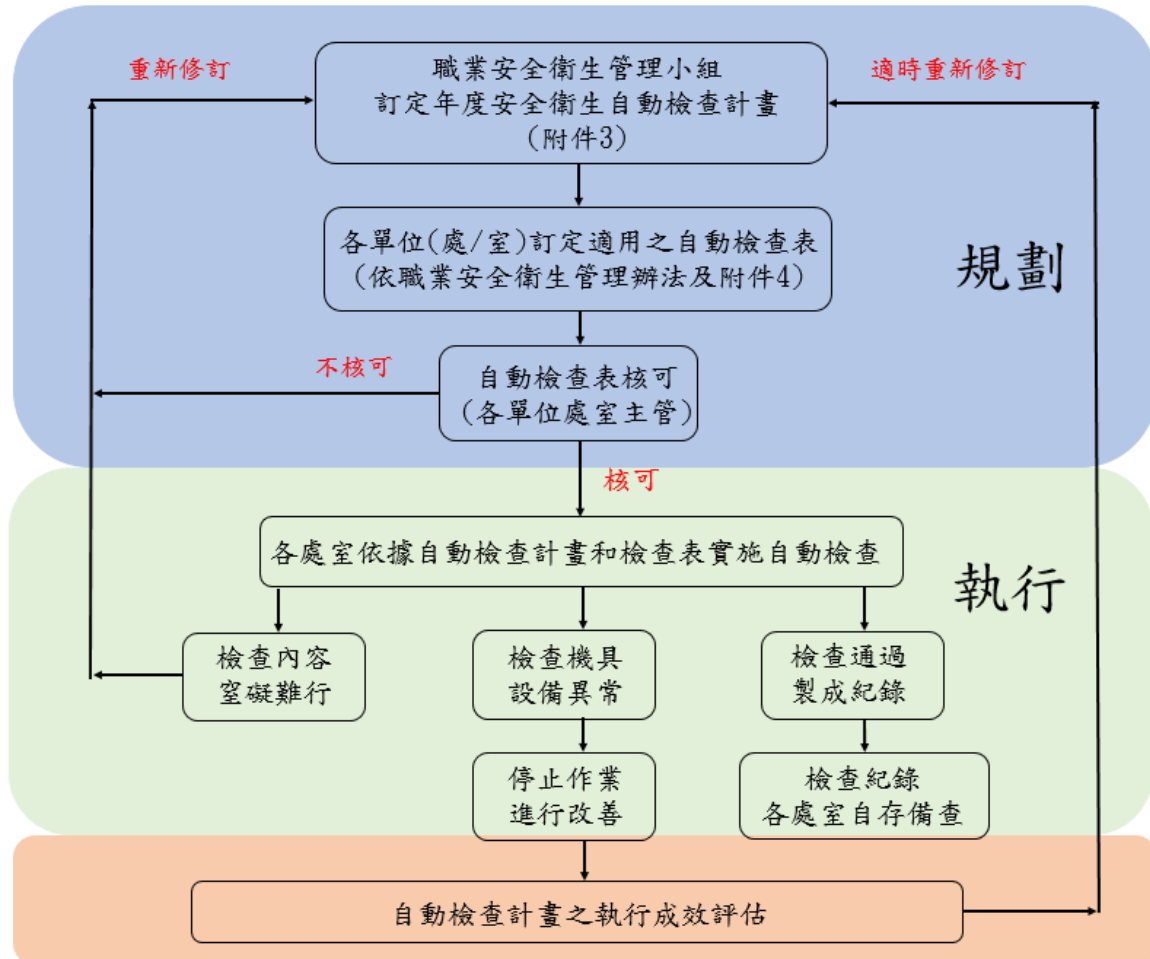 重新修訂
職業安全衛生管理小組
訂定年度安全衛生自動檢查計畫
(附件3)
適時重新修訂
各單位(處/室)訂定適用之自動檢查表
(依職業安全衛生管理辦法及附件4)
規劃
不核可
自動檢查表核可
(各單位處室主管)
核可
各處室依據自動檢查計畫和檢查表實施自動檢查
執行
檢查內容
窒礙難行
檢查機具
設備異常
檢查通過
製成紀錄
停止作業
進行改善
檢查紀錄
各處室自存備查
自動檢查計畫之執行成效評估